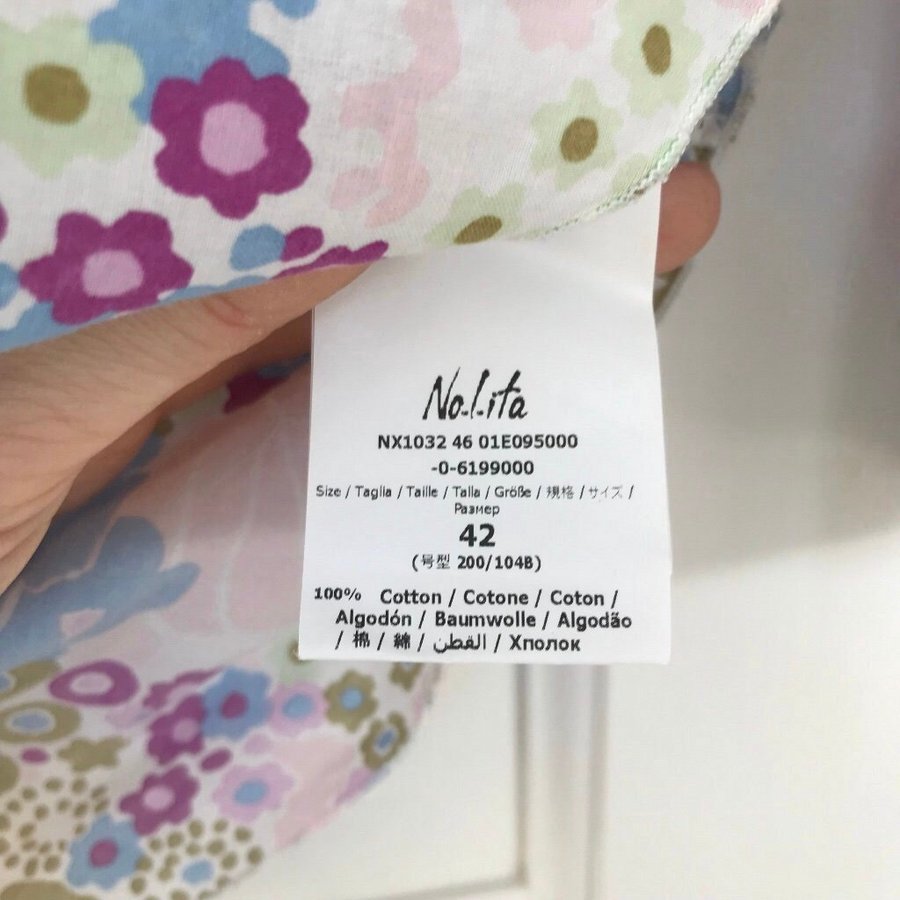 No.l.ita
NX1032 46 01E095000
-0-6199000
Size / Taglia / Taille / Talla / Größe / 規格 / サイズ /
Размер
42
(号型 200/104B)
100% Cotton / Cotone / Coton /
Algodón / Baumwolle / Algodão
/ 棉 / 綿 / القطن / Хполок